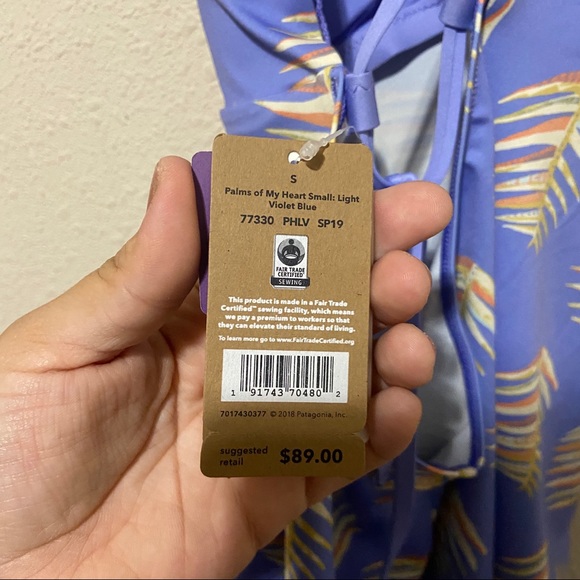 S
Palms of My Heart Small: Light
Violet Blue
77330 PHLV SP19
FAIR TRADE
CERTIFIED™
SEWING
This product is made in a Fair Trade
Certified™ sewing facility, which means
we pay a premium to workers so that
they can elevate their standard of living.
To learn more go to www.FairTradeCertified.org
1 91743 70480 2
7017430377 © 2018 Patagonia, Inc.
suggested
retail $89.00